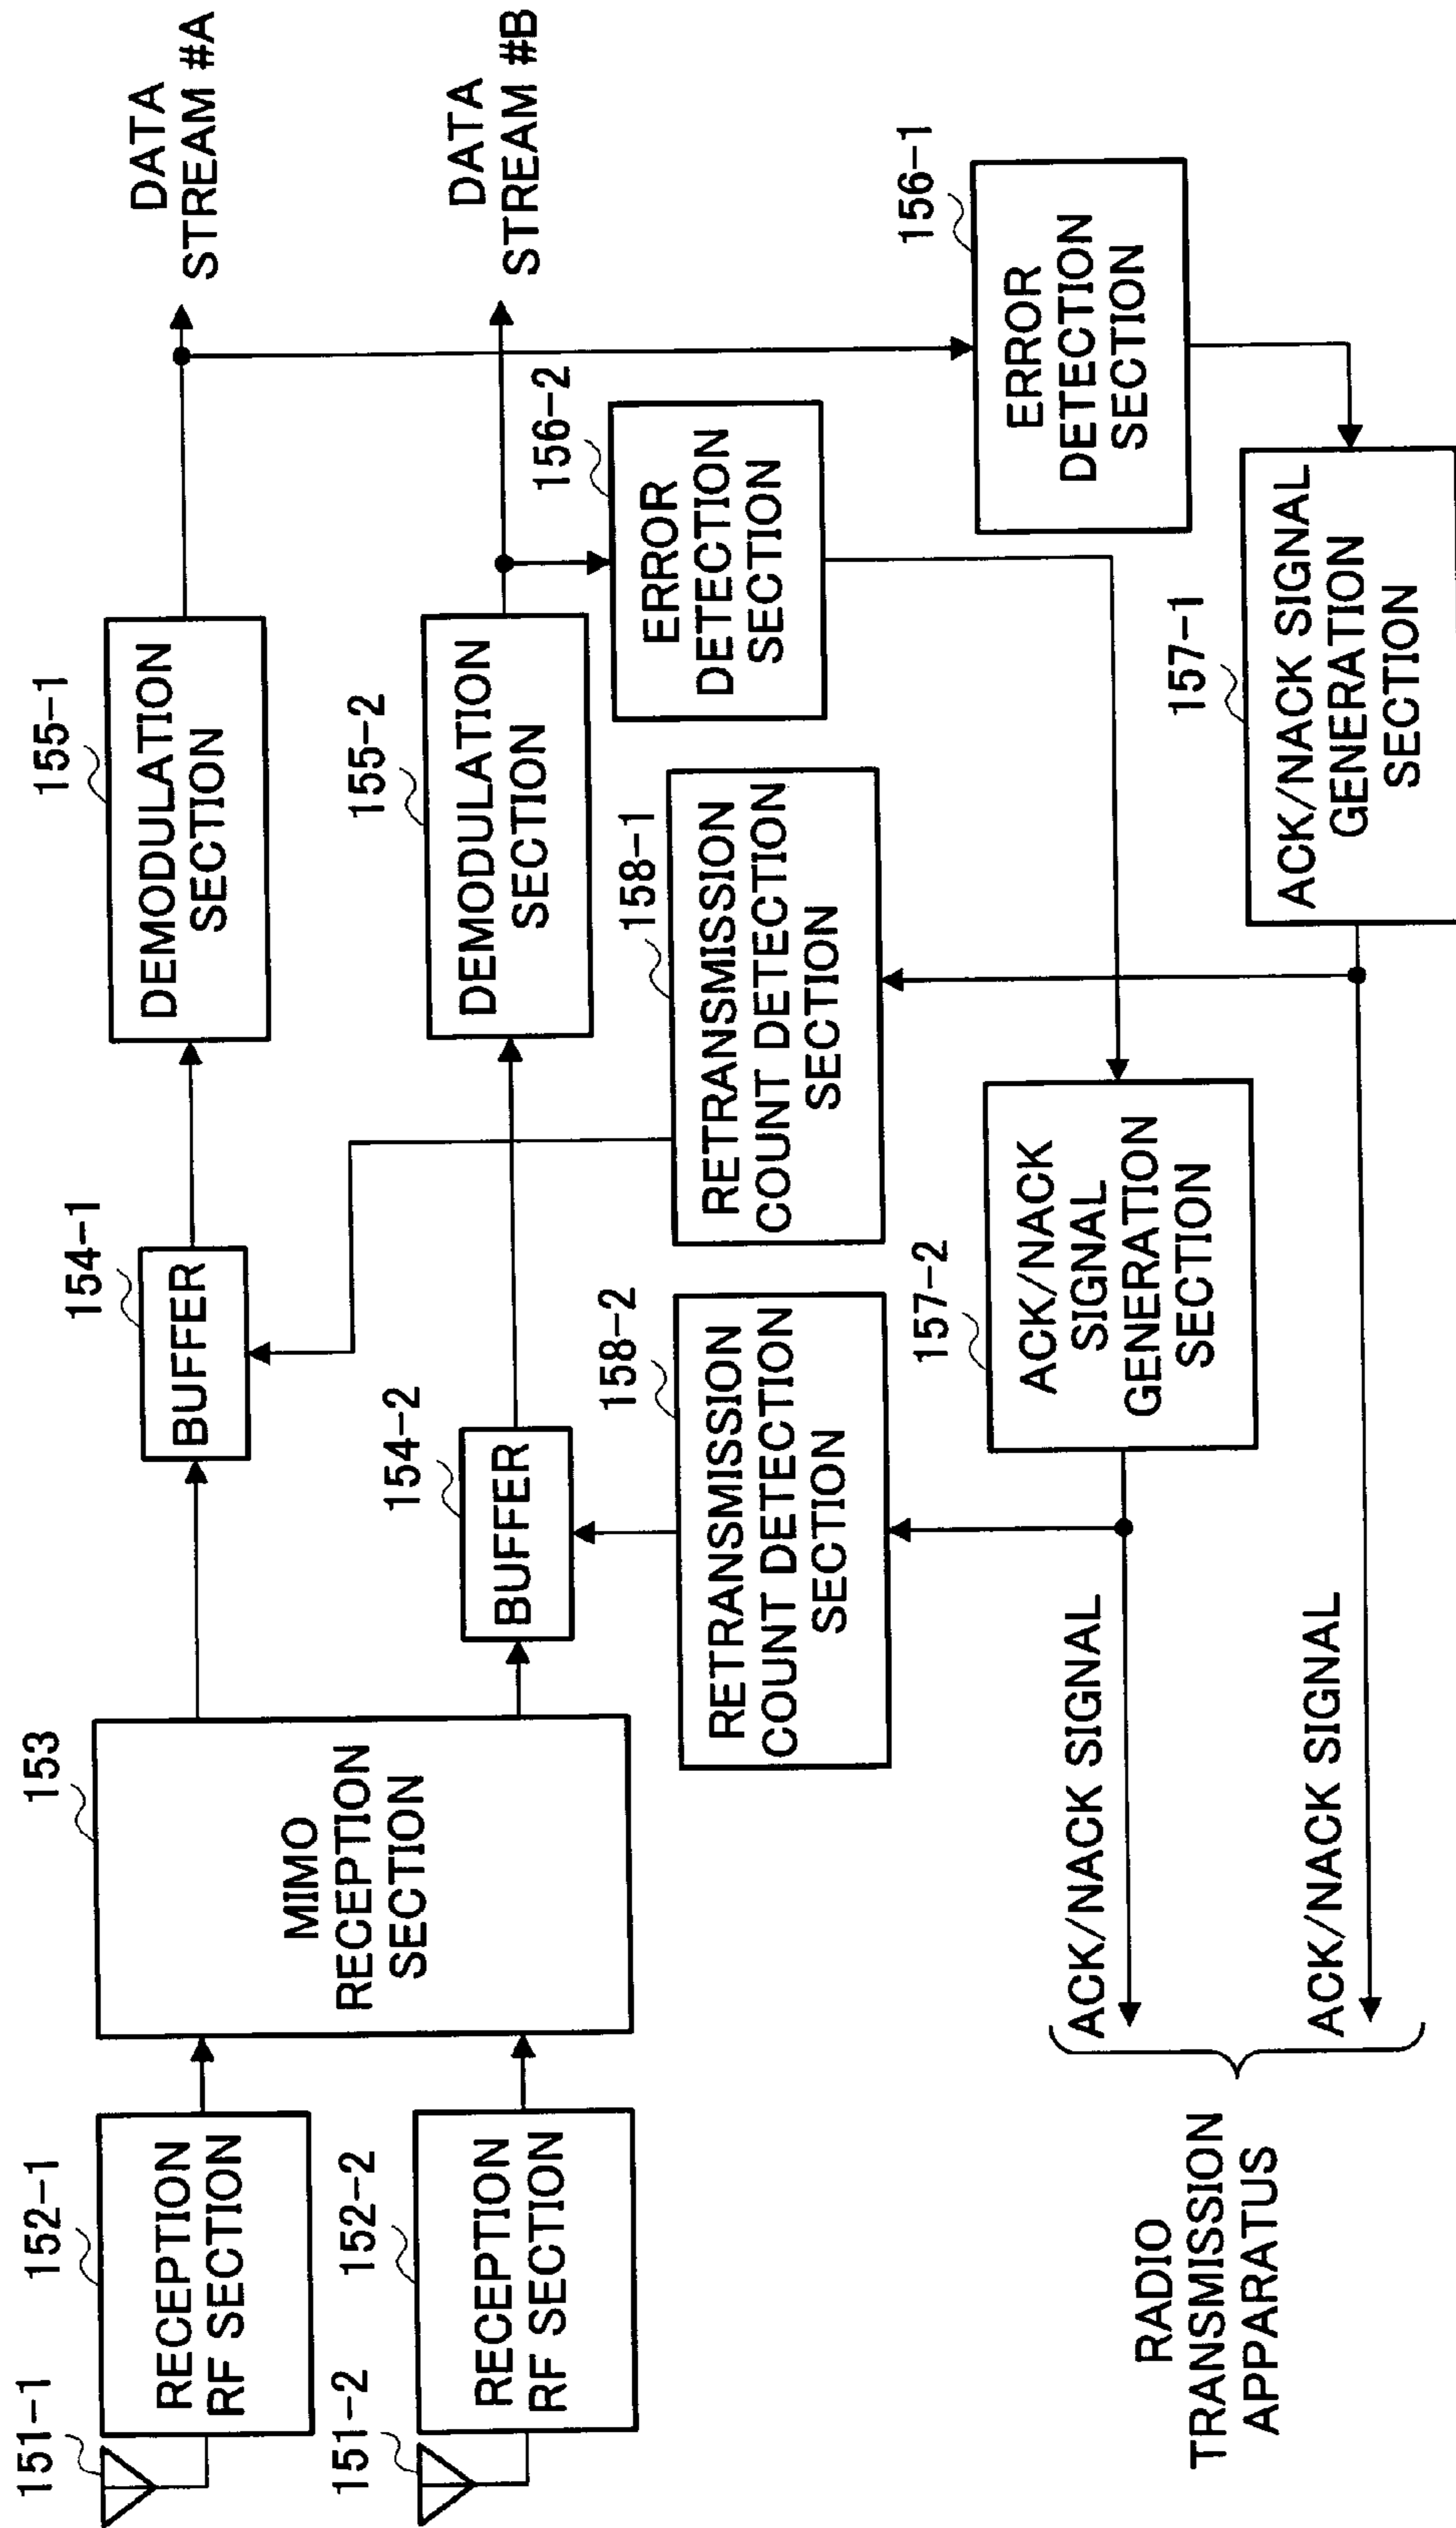 151-1
152-1
RECEPTION
RF SECTION
151-2
152-2
RECEPTION
RF SECTION
153
MIMO
RECEPTION
SECTION
154-1
BUFFER
154-2
BUFFER
155-1
DEMODULATION
SECTION
155-2
DEMODULATION
SECTION
DATA
STREAM #A
DATA
STREAM #B
156-2
ERROR
DETECTION
SECTION
156-1
ERROR
DETECTION
SECTION
158-2
RETRANSMISSION
COUNT DETECTION
SECTION
158-1
RETRANSMISSION
COUNT DETECTION
SECTION
157-2
ACK/NACK
SIGNAL
GENERATION
SECTION
157-1
ACK/NACK SIGNAL
GENERATION
SECTION
ACK/NACK SIGNAL
ACK/NACK SIGNAL
RADIO
TRANSMISSION
APPARATUS